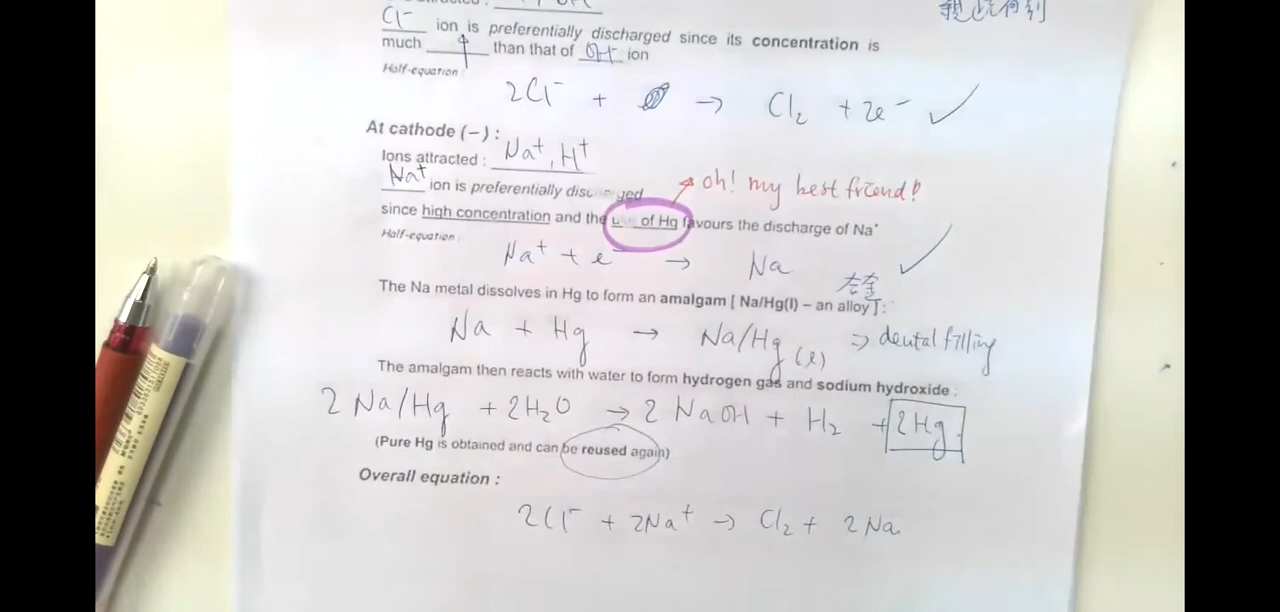 Cl⁻ ion is preferentially discharged since its concentration is
much ↑ than that of OH⁻ ion
Half-equation :
2Cl⁻ + → Cl₂ + 2e⁻ ✓
At cathode (−) :
Ions attracted : Na⁺, H⁺
Na⁺ ion is preferentially discharged
oh! my best friend!
since high concentration and the use of Hg favours the discharge of Na⁺
Half-equation :
Na⁺ + e⁻ → Na ✓
The Na metal dissolves in Hg to form an amalgam [ Na/Hg(l) – an alloy ] :
Na + Hg → Na/Hg (l) ⇒ dental filling
The amalgam then reacts with water to form hydrogen gas and sodium hydroxide :
2 Na/Hg + 2H₂O → 2 NaOH + H₂ + 2Hg
(Pure Hg is obtained and can be reused again)
Overall equation :
2Cl⁻ + 2Na⁺ → Cl₂ + 2Na